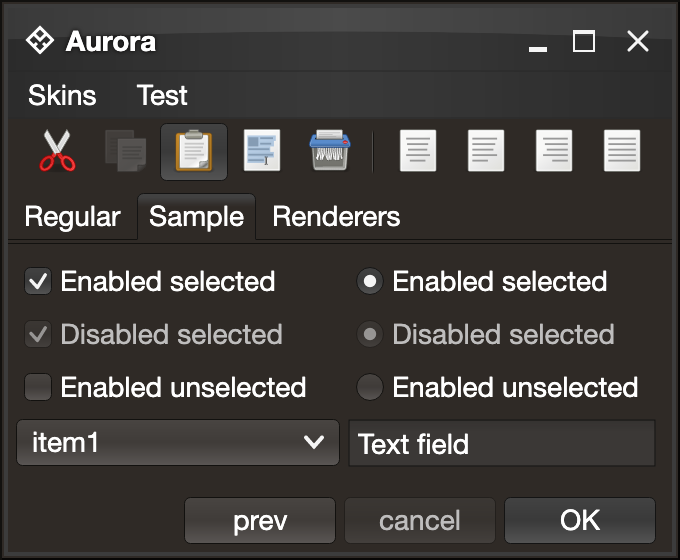 Aurora
Skins Test
Regular Sample Renderers
Enabled selected Enabled selected
Disabled selected Disabled selected
Enabled unselected Enabled unselected
item1 Text field
prev cancel OK